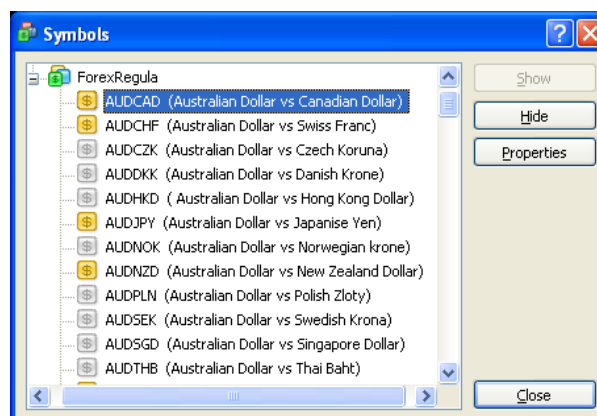 Symbols
ForexRegula
AUDCAD (Australian Dollar vs Canadian Dollar)
AUDCHF (Australian Dollar vs Swiss Franc)
AUDCZK (Australian Dollar vs Czech Koruna)
AUDDKK (Australian Dollar vs Danish Krone)
AUDHKD ( Australian Dollar vs Hong Kong Dollar)
AUDJPY (Australian Dollar vs Japanise Yen)
AUDNOK (Australian Dollar vs Norwegian krone)
AUDNZD (Australian Dollar vs New Zealand Dollar)
AUDPLN (Australian Dollar vs Polish Zloty)
AUDSEK (Australian Dollar vs Swedish Krona)
AUDSGD (Australian Dollar vs Singapore Dollar)
AUDTHB (Australian Dollar vs Thai Baht)
Show
Hide
Properties
Close